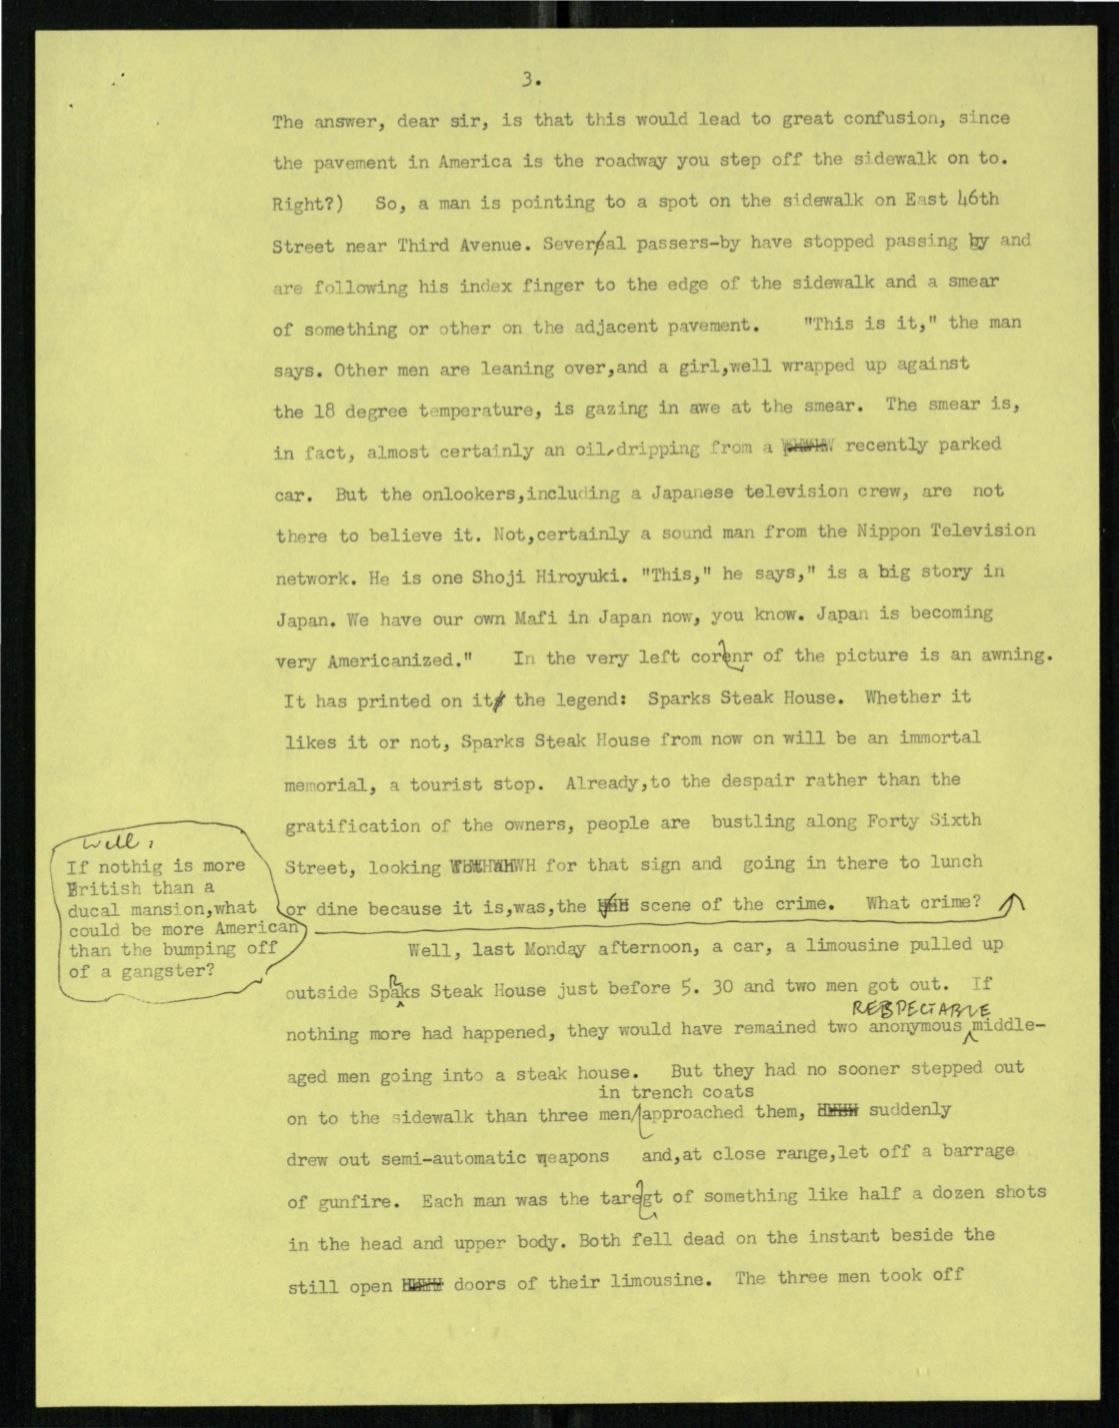 3.
The answer, dear sir, is that this would lead to great confusion, since
the pavement in America is the roadway you step off the sidewalk on to.
Right?) So, a man is pointing to a spot on the sidewalk on East 46th
Street near Third Avenue. Several passers-by have stopped passing by and
are following his index finger to the edge of the sidewalk and a smear
of something or other on the adjacent pavement. "This is it," the man
says. Other men are leaning over,and a girl,well wrapped up against
the 18 degree temperature, is gazing in awe at the smear. The smear is,
in fact, almost certainly an oil,dripping from a recently parked
car. But the onlookers,including a Japanese television crew, are not
there to believe it. Not,certainly a sound man from the Nippon Television
network. He is one Shoji Hiroyuki. "This," he says," is a big story in
Japan. We have our own Mafi in Japan now, you know. Japan is becoming
very Americanized." In the very left corenr of the picture is an awning.
It has printed on it the legend: Sparks Steak House. Whether it
likes it or not, Sparks Steak House from now on will be an immortal
memorial, a tourist stop. Already,to the despair rather than the
gratification of the owners, people are bustling along Forty Sixth
Street, looking for that sign and going in there to lunch
or dine because it is,was,the scene of the crime. What crime?
Well,
If nothig is more
British than a
ducal mansion,what
could be more American
than the bumping off
of a gangster?
Well, last Monday afternoon, a car, a limousine pulled up
outside Spaks Steak House just before 5. 30 and two men got out. If
R
RESPECTABLE
nothing more had happened, they would have remained two anonymous middle-
aged men going into a steak house. But they had no sooner stepped out
in trench coats
on to the sidewalk than three men/approached them, suddenly
drew out semi-automatic weapons and,at close range,let off a barrage
of gunfire. Each man was the taregt of something like half a dozen shots
in the head and upper body. Both fell dead on the instant beside the
still open doors of their limousine. The three men took off